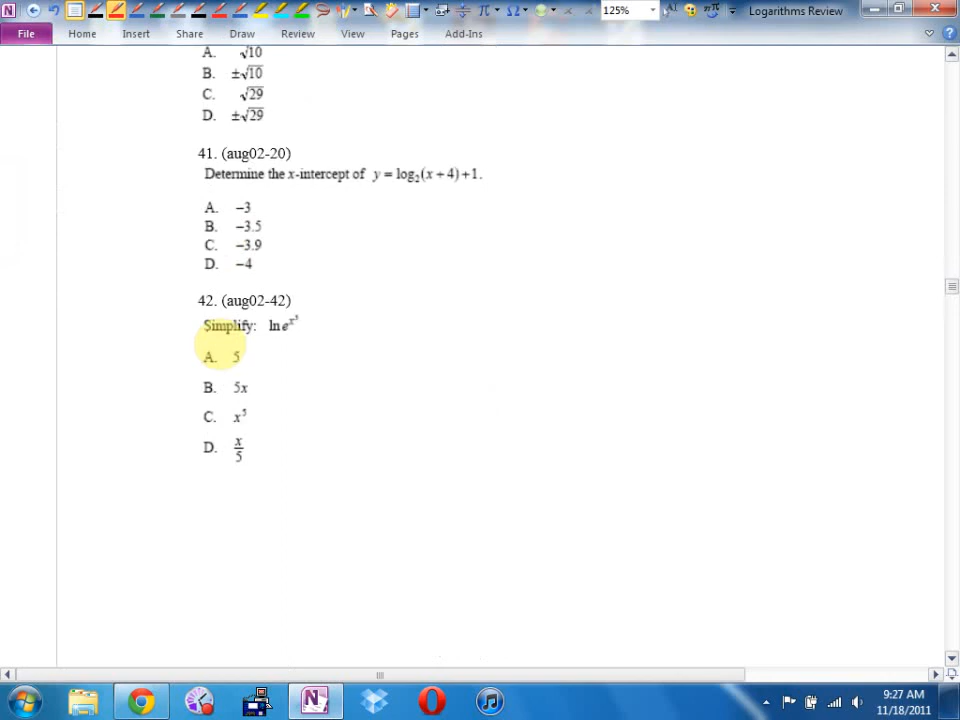 125% Logarithms Review
File Home Insert Share Draw Review View Pages Add-Ins
A. √10
B. ±√10
C. √29
D. ±√29
41. (aug02-20)
Determine the x-intercept of y = log₂(x + 4) + 1.
A. −3
B. −3.5
C. −3.9
D. −4
42. (aug02-42)
Simplify: ln e^(x⁵)
A. 5
B. 5x
C. x⁵
D. x/5
9:27 AM
11/18/2011